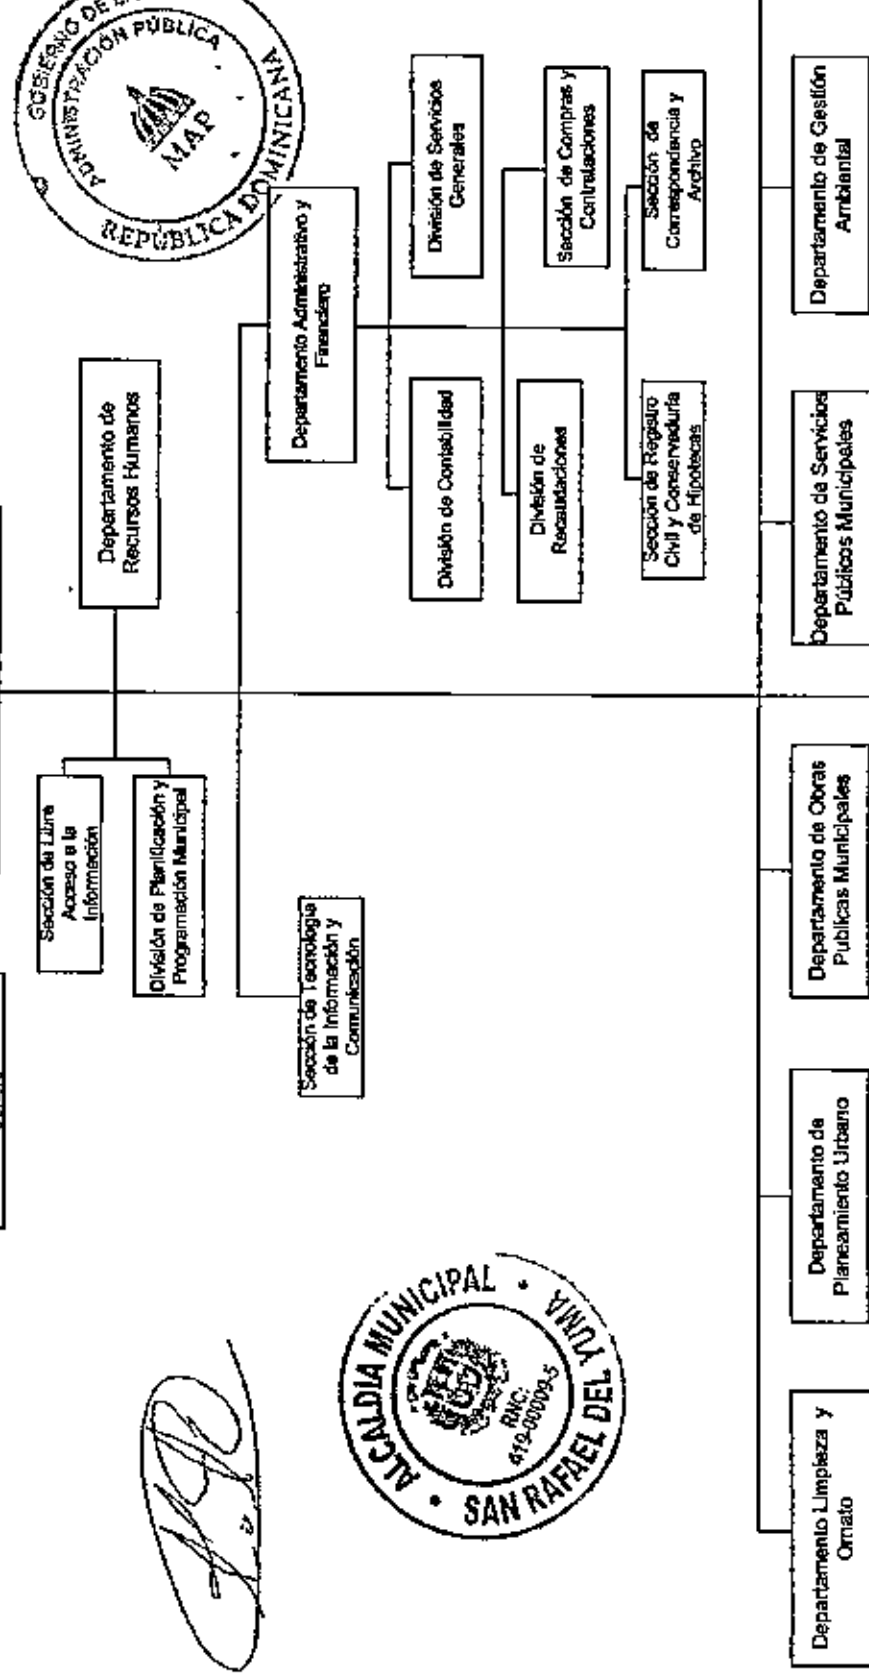 GOBIERNO DE
ADMINISTRACIÓN PÚBLICA
MAP
REPÚBLICA DOMINICANA
Departamento de
Recursos Humanos
Sección de Libre
Acceso a la
Información
División de Planificación y
Programación Municipal
Departamento Administrativo y
Financiero
Sección de Tecnología
de la Información y
Comunicación
División de Contabilidad
División de Servicios
Generales
División de
Recaudaciones
Sección de Compras y
Contrataciones
Sección de Registro
Civil y Conservaduría
de Hipotecas
Sección de
Correspondencia y
Archivo
ALCALDIA MUNICIPAL
SAN RAFAEL DEL YUMA
RNC:
419-00009-5
Departamento Limpieza y
Ornato
Departamento de
Planeamiento Urbano
Departamento de Obras
Publicas Municipales
Departamento de Servicios
Públicos Municipales
Departamento de Gestión
Ambiental